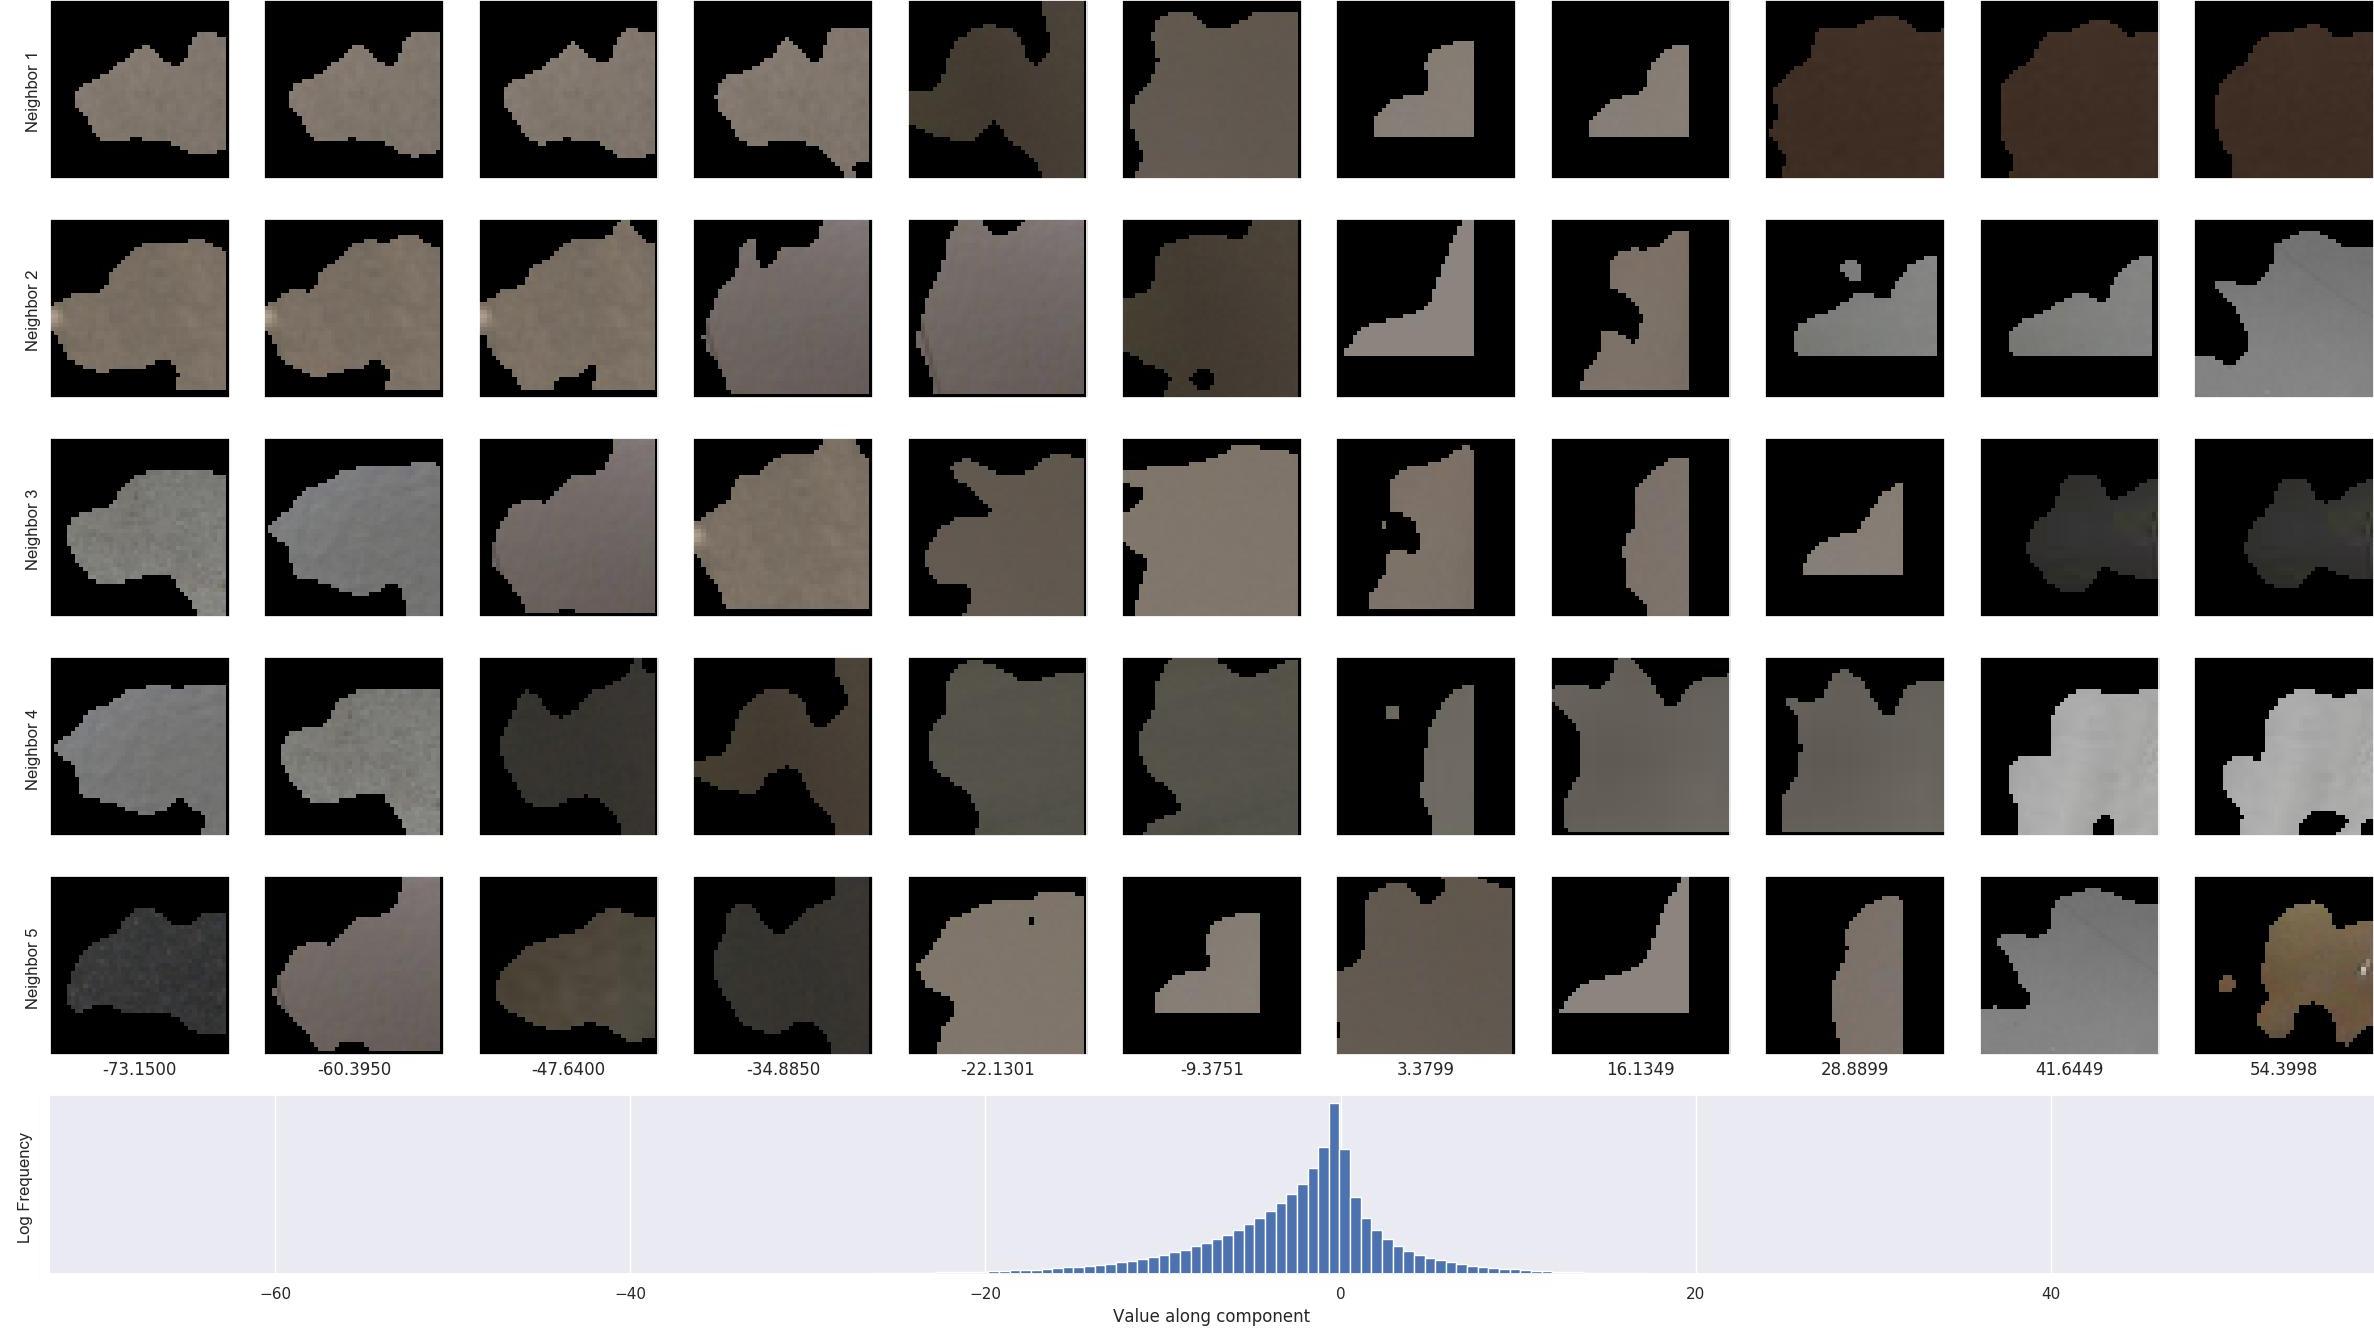 Neighbor 1
Neighbor 2
Neighbor 3
Neighbor 4
Neighbor 5
-73.1500 -60.3950 -47.6400 -34.8850 -22.1301 -9.3751 3.3799 16.1349 28.8899 41.6449 54.3998
Log Frequency
−60 −40 −20 0 20 40
Value along component